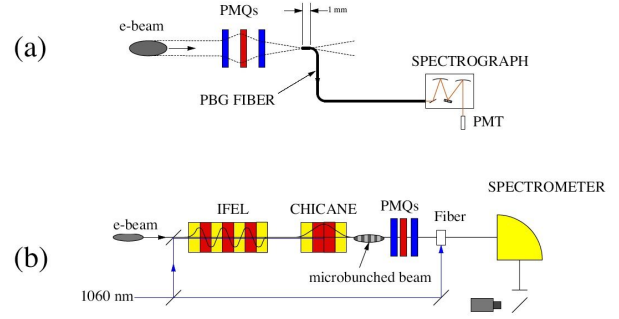 (a)
e-beam
PMQs
1 mm
SPECTROGRAPH
PBG FIBER
PMT
(b)
e-beam
IFEL
CHICANE
PMQs
Fiber
SPECTROMETER
microbunched beam
1060 nm